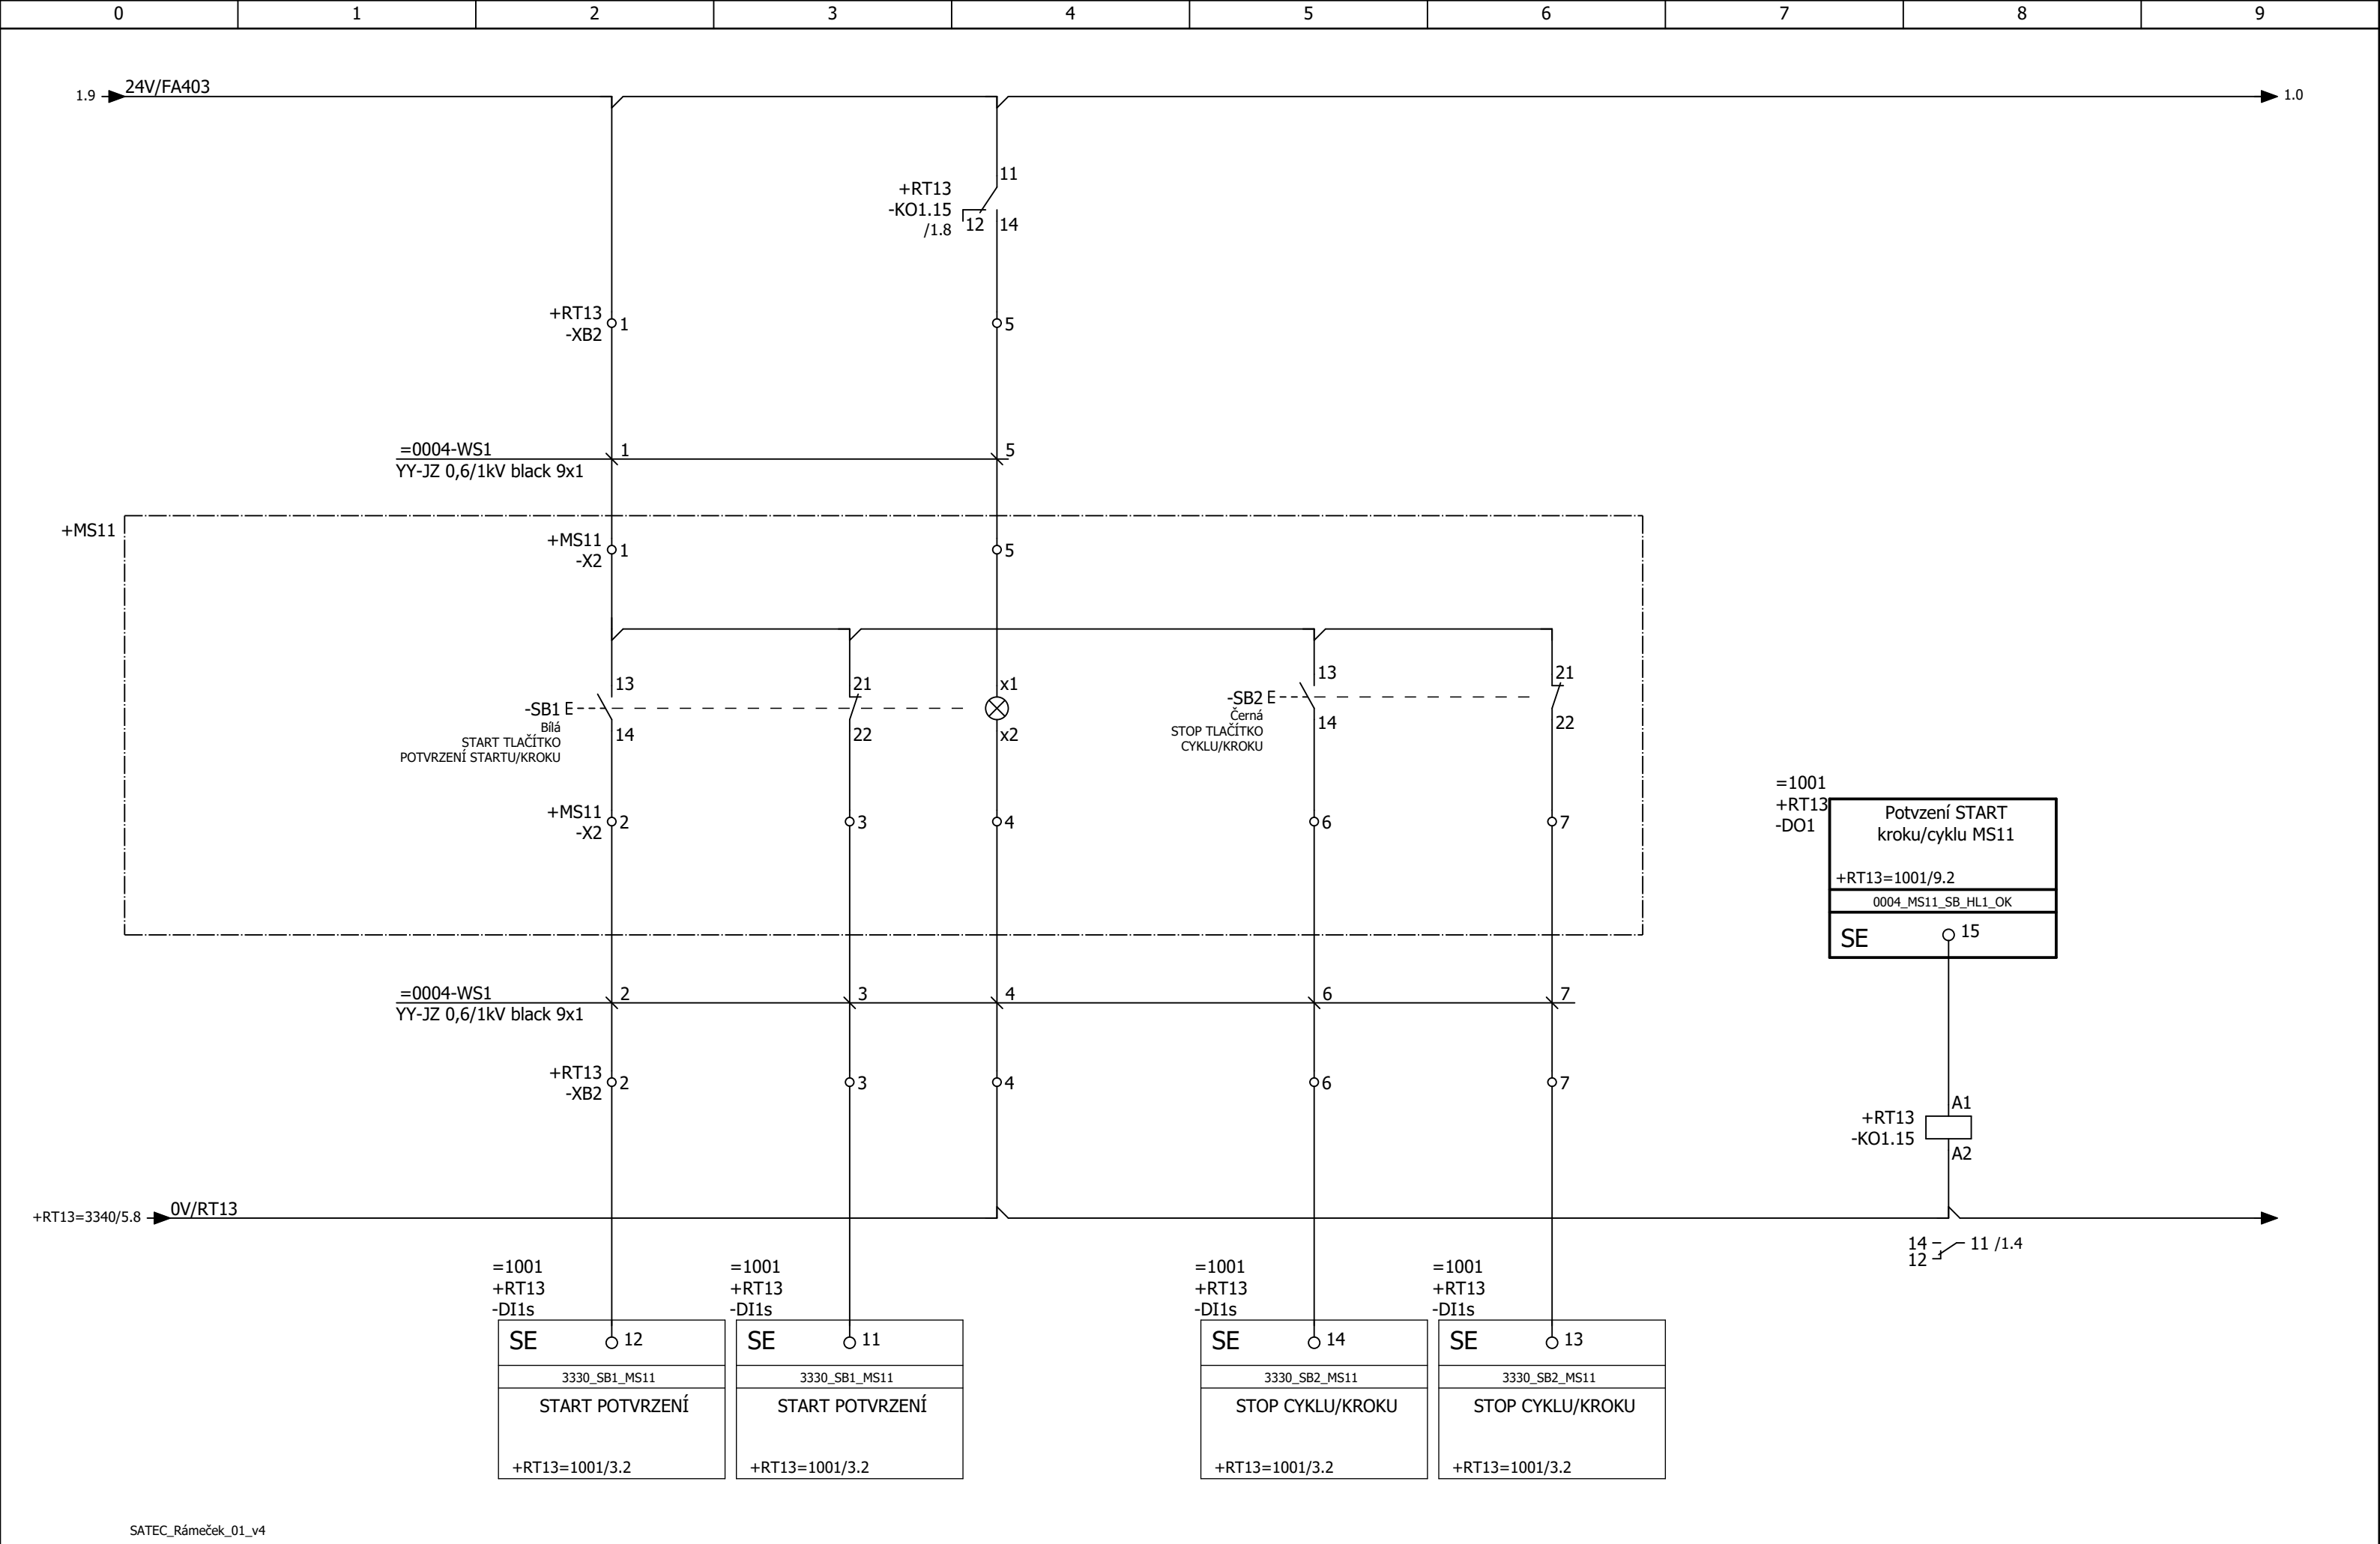 0 1 2 3 4 5 6 7 8 9
1.9
24V/FA403
1.0
11
+RT13
-KO1.15
/1.8
12
14
+RT13
-XB2
1
5
=0004-WS1
1
5
YY-JZ 0,6/1kV black 9x1
+MS11
+MS11
-X2
1
5
13
21
x1
13
21
-SB1
Bílá
START TLAČÍTKO
POTVRZENÍ STARTU/KROKU
14
22
x2
-SB2
Černá
STOP TLAČÍTKO
CYKLU/KROKU
14
22
+MS11
-X2
2
3
4
6
7
=1001
+RT13
-DO1
Potvzení START
kroku/cyklu MS11
+RT13=1001/9.2
0004_MS11_SB_HL1_OK
SE
15
=0004-WS1
2
3
4
6
7
YY-JZ 0,6/1kV black 9x1
+RT13
-XB2
2
3
4
6
7
A1
+RT13
-KO1.15
A2
+RT13=3340/5.8
0V/RT13
14
12
11 /1.4
=1001
+RT13
-DI1s
SE
12
3330_SB1_MS11
START POTVRZENÍ
+RT13=1001/3.2
=1001
+RT13
-DI1s
SE
11
3330_SB1_MS11
START POTVRZENÍ
+RT13=1001/3.2
=1001
+RT13
-DI1s
SE
14
3330_SB2_MS11
STOP CYKLU/KROKU
+RT13=1001/3.2
=1001
+RT13
-DI1s
SE
13
3330_SB2_MS11
STOP CYKLU/KROKU
+RT13=1001/3.2
SATEC_Rámeček_01_v4